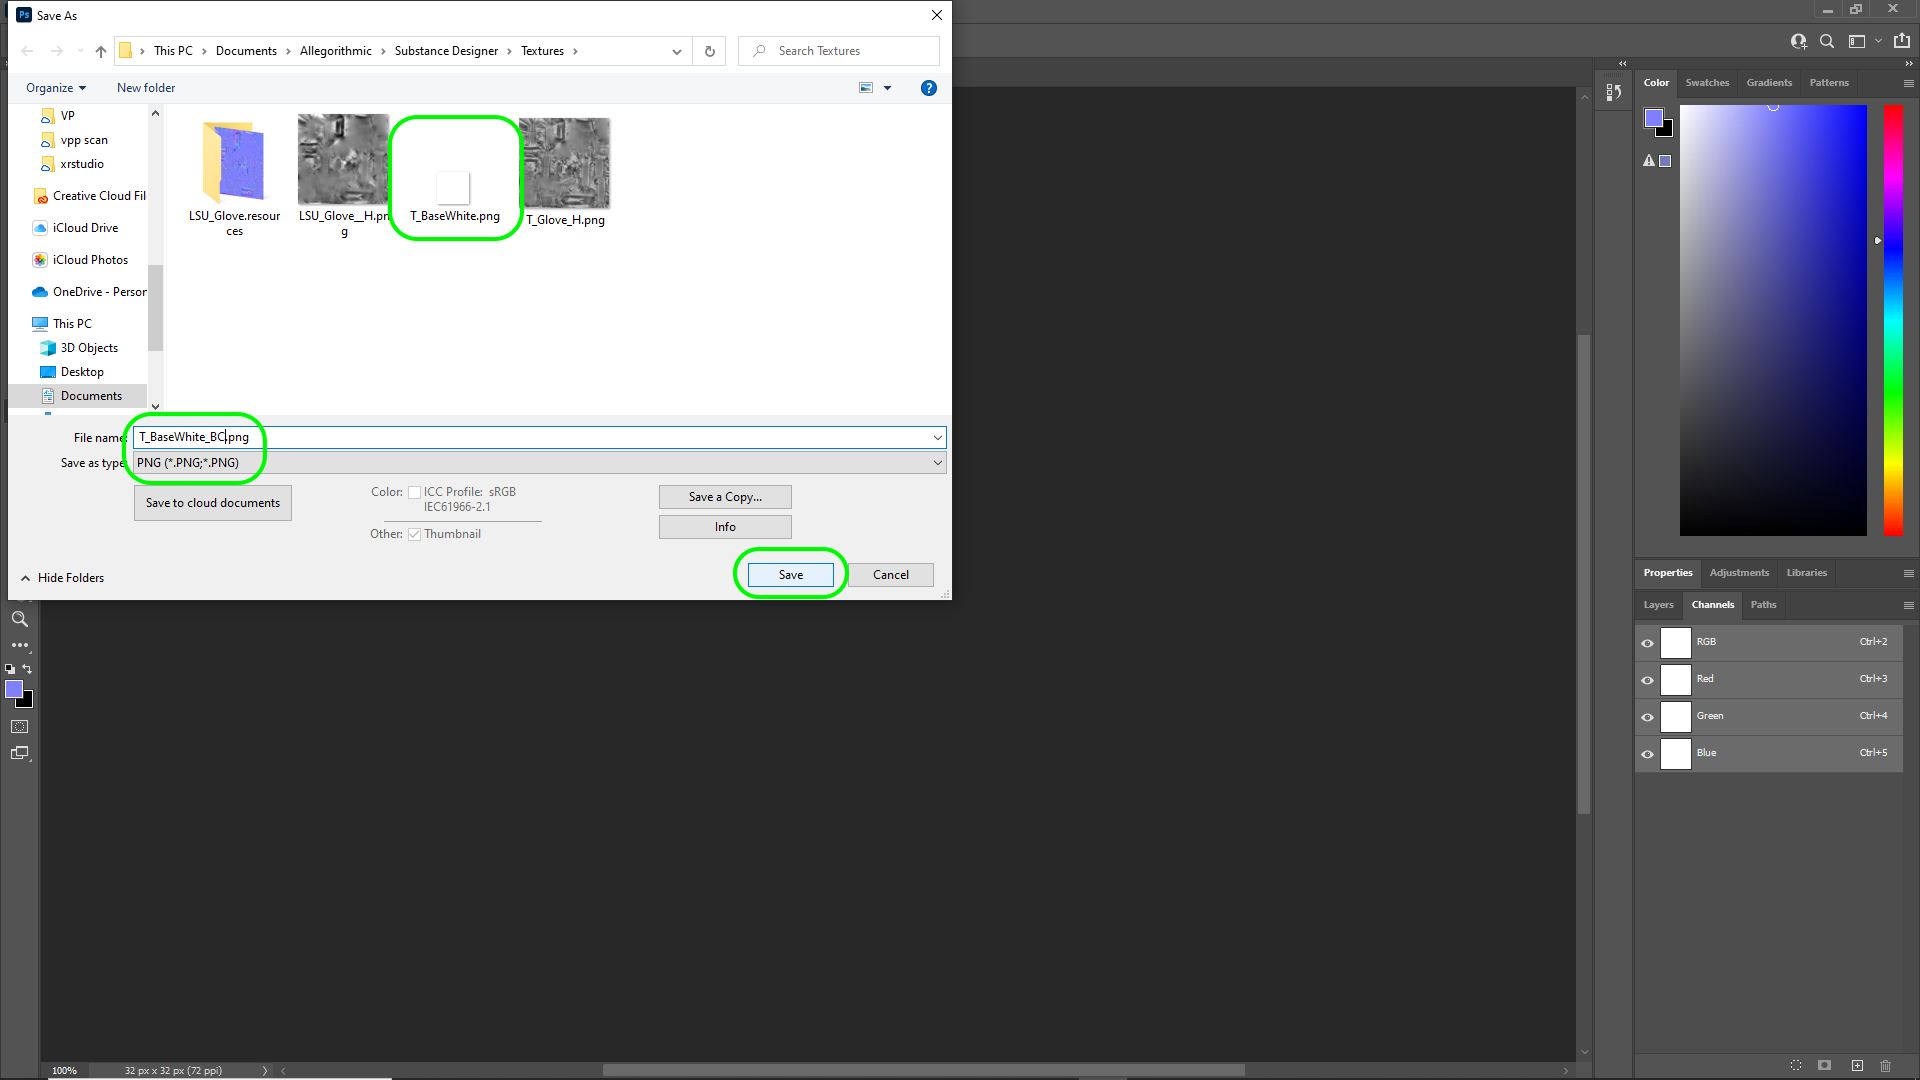 Ps Save As
This PC > Documents > Allegorithmic > Substance Designer > Textures >
Search Textures
Organize
New folder
?
Color
Swatches
Gradients
Patterns
VP
vpp scan
xrstudio
Creative Cloud Fil
iCloud Drive
iCloud Photos
OneDrive - Person
This PC
3D Objects
Desktop
Documents
LSU_Glove.resour
ces
LSU_Glove__H.pn
g
T_BaseWhite.png
T_Glove_H.png
File name:
T_BaseWhite_BC.png
Save as type:
PNG (*.PNG;*.PNG)
Save to cloud documents
Color:
ICC Profile: sRGB
IEC61966-2.1
Other:
Thumbnail
Save a Copy...
Info
Hide Folders
Save
Cancel
Properties
Adjustments
Libraries
Layers
Channels
Paths
RGB Ctrl+2
Red Ctrl+3
Green Ctrl+4
Blue Ctrl+5
100%
32 px x 32 px (72 ppi)